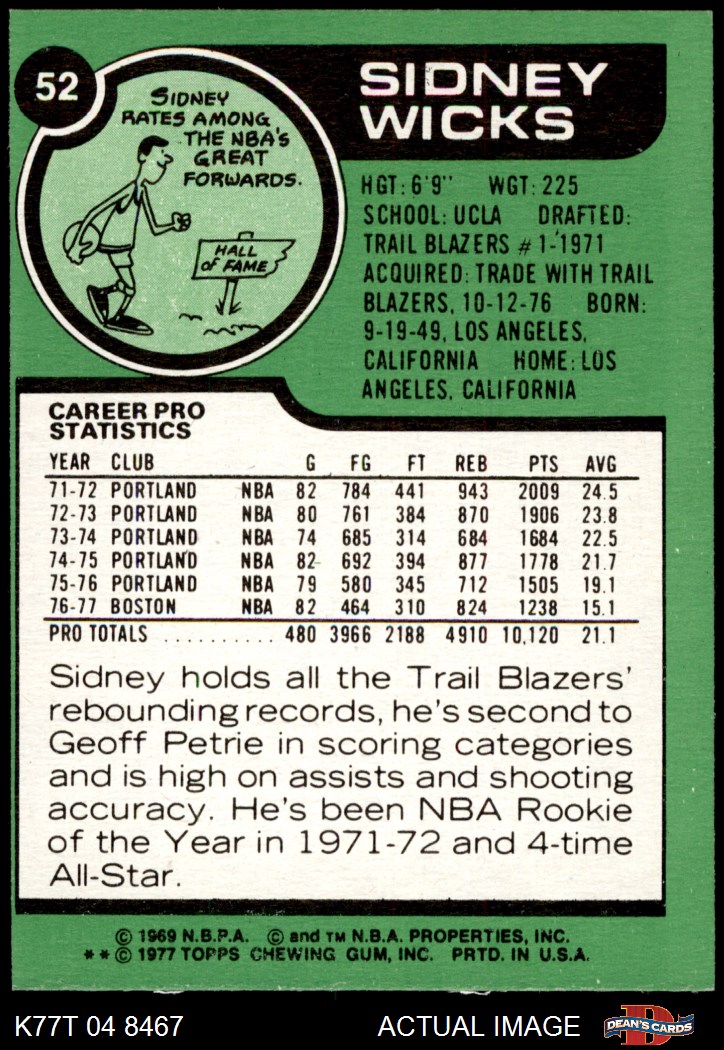 52
SIDNEY
RATES AMONG
THE NBA'S
GREAT
FORWARDS.
HALL
of FAME
SIDNEY
WICKS
HGT: 6'9" WGT: 225
SCHOOL: UCLA DRAFTED:
TRAIL BLAZERS #1-1971
ACQUIRED: TRADE WITH TRAIL
BLAZERS, 10-12-76 BORN:
9-19-49, LOS ANGELES,
CALIFORNIA HOME: LOS
ANGELES, CALIFORNIA
CAREER PRO
STATISTICS
YEAR CLUB G FG FT REB PTS AVG
71-72 PORTLAND NBA 82 784 441 943 2009 24.5
72-73 PORTLAND NBA 80 761 384 870 1906 23.8
73-74 PORTLAND NBA 74 685 314 684 1684 22.5
74-75 PORTLAND NBA 82 692 394 877 1778 21.7
75-76 PORTLAND NBA 79 580 345 712 1505 19.1
76-77 BOSTON NBA 82 464 310 824 1238 15.1
PRO TOTALS .......... 480 3966 2188 4910 10,120 21.1
Sidney holds all the Trail Blazers'
rebounding records, he's second to
Geoff Petrie in scoring categories
and is high on assists and shooting
accuracy. He's been NBA Rookie
of the Year in 1971-72 and 4-time
All-Star.
© 1969 N.B.P.A. © and TM N.B.A. PROPERTIES, INC.
**© 1977 TOPPS CHEWING GUM, INC. PRTD. IN U.S.A.
K77T 04 8467 ACTUAL IMAGE D DEAN'S CARDS